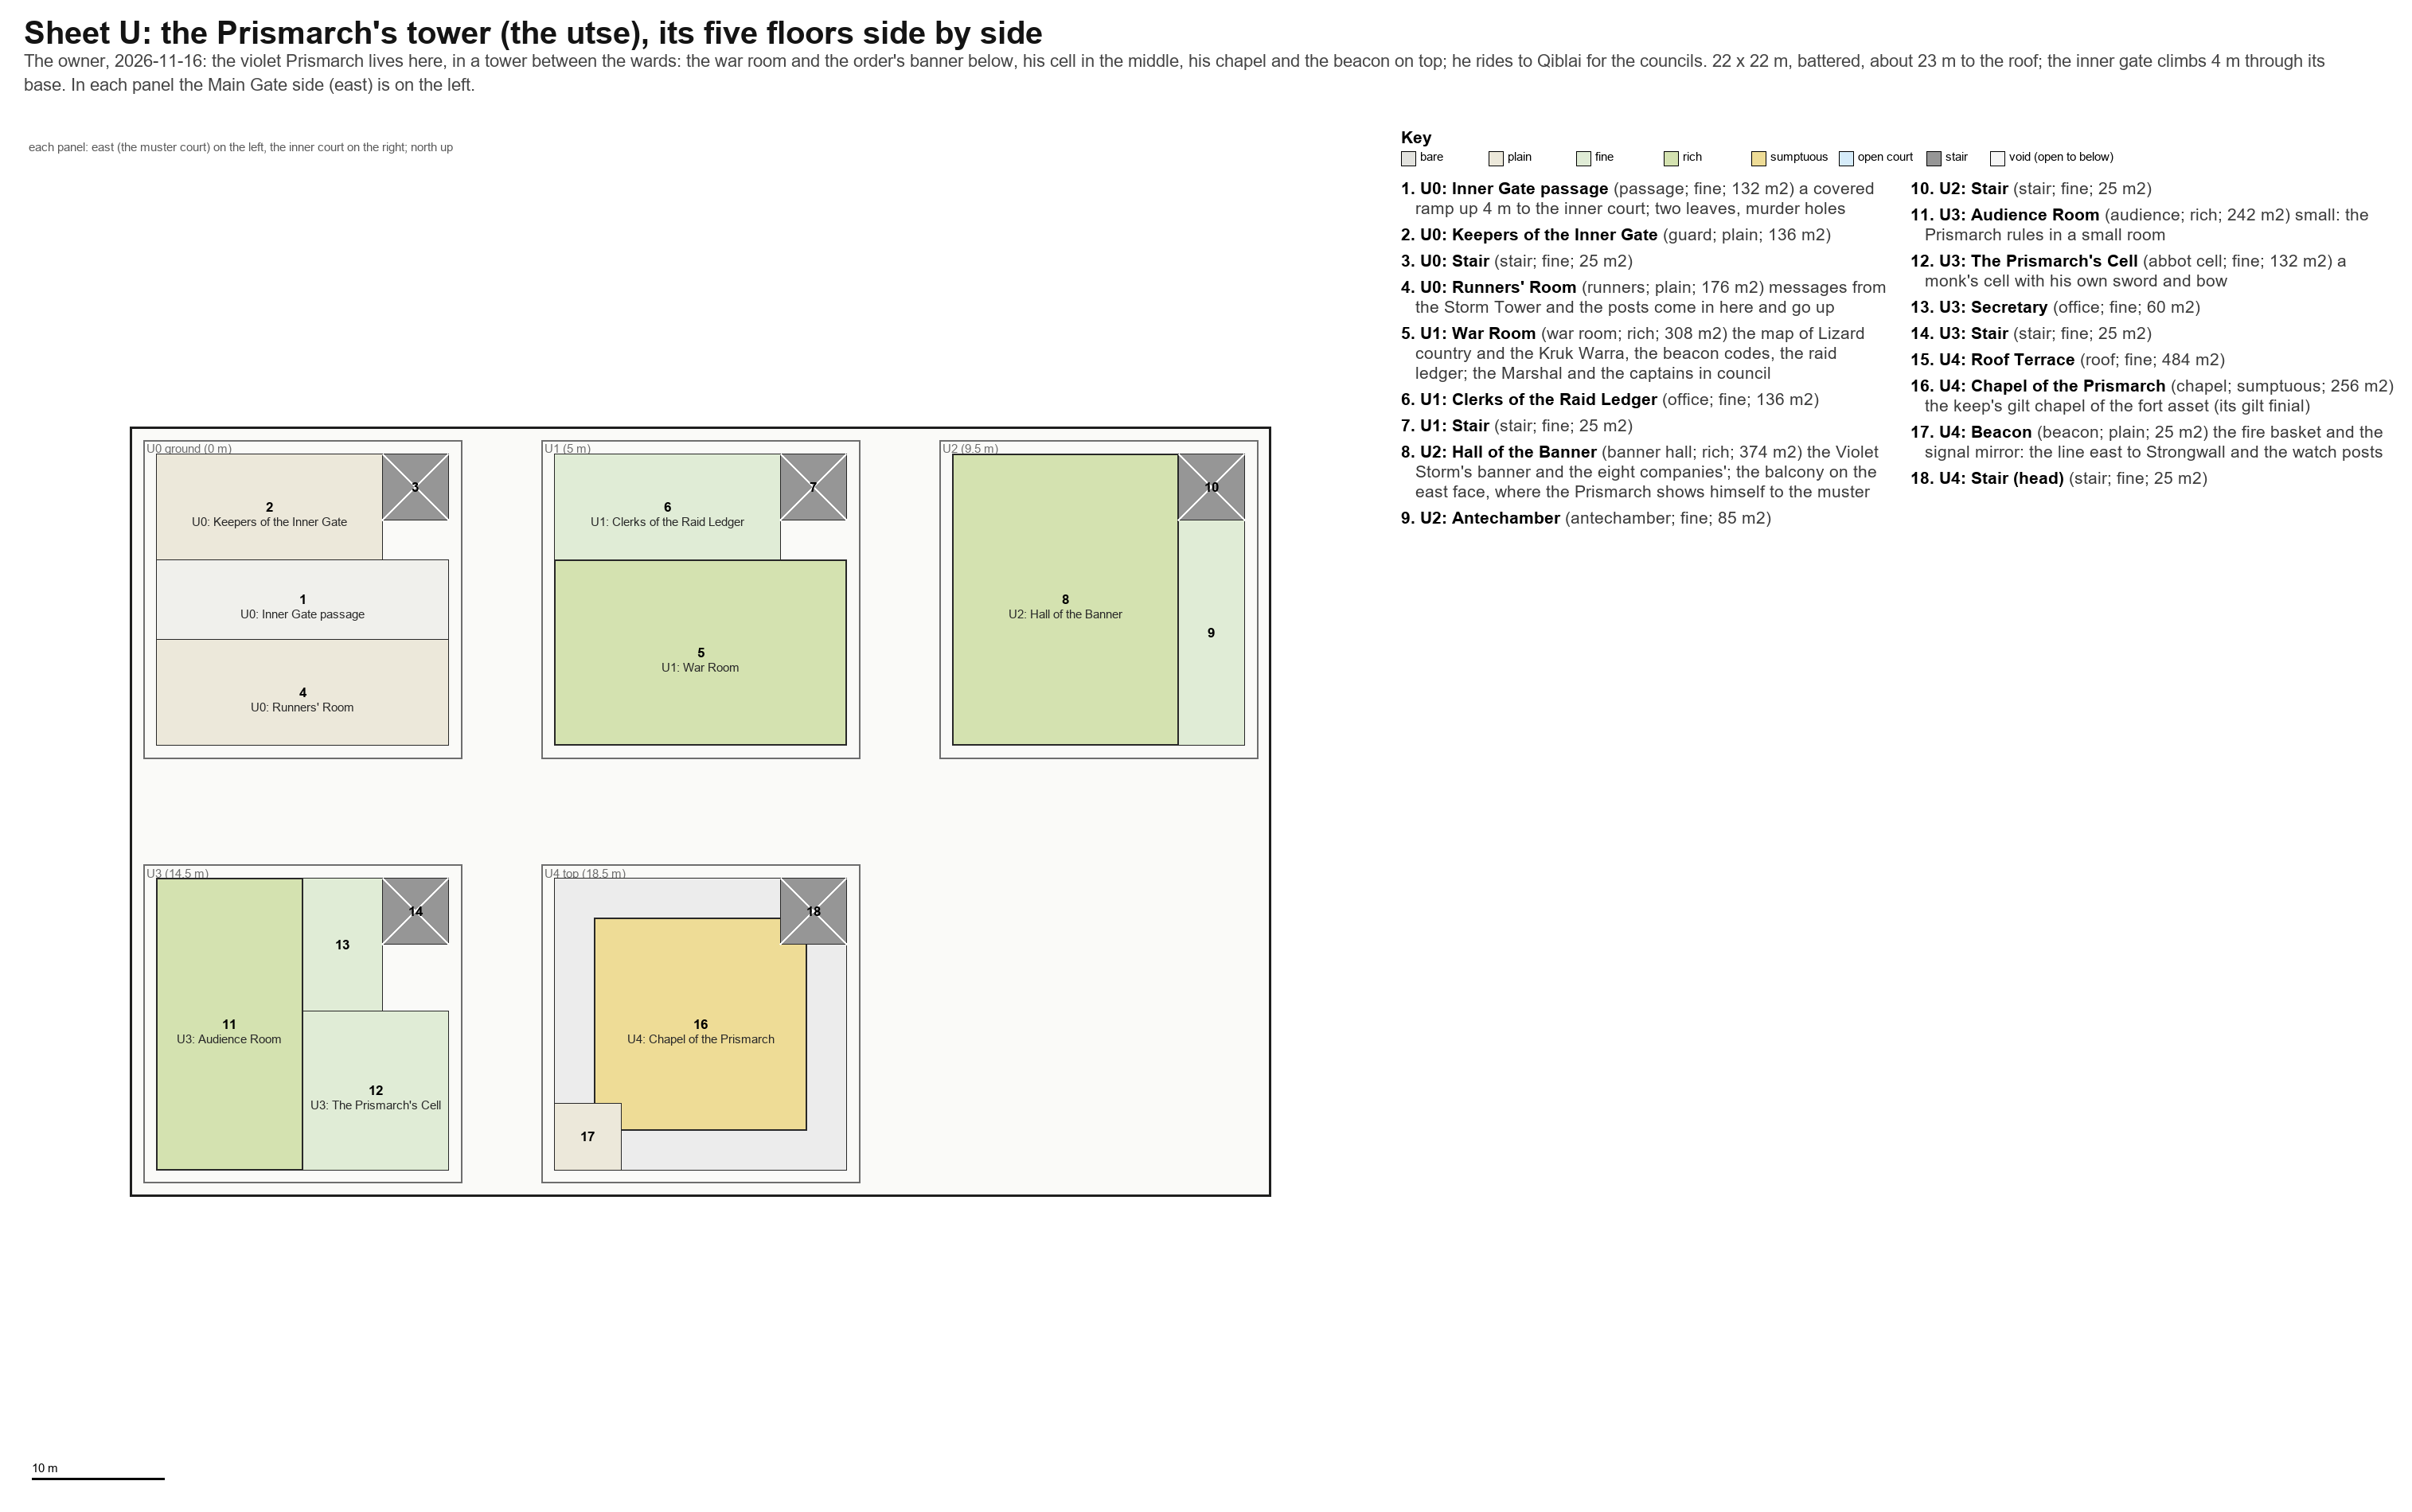 Sheet U: the Prismarch's tower (the utse), its five floors side by side
The owner, 2026-11-16: the violet Prismarch lives here, in a tower between the wards: the war room and the order's banner below, his cell in the middle, his chapel and the beacon on top; he rides to Qiblai for the councils. 22 x 22 m, battered, about 23 m to the roof; the inner gate climbs 4 m through its
base. In each panel the Main Gate side (east) is on the left.
each panel: east (the muster court) on the left, the inner court on the right; north up
Key
bare
plain
fine
rich
sumptuous
open court
stair
void (open to below)
1. U0: Inner Gate passage (passage; fine; 132 m2) a covered
ramp up 4 m to the inner court; two leaves, murder holes
2. U0: Keepers of the Inner Gate (guard; plain; 136 m2)
3. U0: Stair (stair; fine; 25 m2)
4. U0: Runners' Room (runners; plain; 176 m2) messages from
the Storm Tower and the posts come in here and go up
5. U1: War Room (war room; rich; 308 m2) the map of Lizard
country and the Kruk Warra, the beacon codes, the raid
ledger; the Marshal and the captains in council
6. U1: Clerks of the Raid Ledger (office; fine; 136 m2)
7. U1: Stair (stair; fine; 25 m2)
8. U2: Hall of the Banner (banner hall; rich; 374 m2) the Violet
Storm's banner and the eight companies'; the balcony on the
east face, where the Prismarch shows himself to the muster
9. U2: Antechamber (antechamber; fine; 85 m2)
10. U2: Stair (stair; fine; 25 m2)
11. U3: Audience Room (audience; rich; 242 m2) small: the
Prismarch rules in a small room
12. U3: The Prismarch's Cell (abbot cell; fine; 132 m2) a
monk's cell with his own sword and bow
13. U3: Secretary (office; fine; 60 m2)
14. U3: Stair (stair; fine; 25 m2)
15. U4: Roof Terrace (roof; fine; 484 m2)
16. U4: Chapel of the Prismarch (chapel; sumptuous; 256 m2)
the keep's gilt chapel of the fort asset (its gilt finial)
17. U4: Beacon (beacon; plain; 25 m2) the fire basket and the
signal mirror: the line east to Strongwall and the watch posts
18. U4: Stair (head) (stair; fine; 25 m2)
U0 ground (0 m)
2
U0: Keepers of the Inner Gate
3
1
U0: Inner Gate passage
4
U0: Runners' Room
U1 (5 m)
6
U1: Clerks of the Raid Ledger
7
5
U1: War Room
U2 (9.5 m)
8
U2: Hall of the Banner
10
9
U3 (14.5 m)
11
U3: Audience Room
13
14
12
U3: The Prismarch's Cell
U4 top (18.5 m)
18
16
U4: Chapel of the Prismarch
17
10 m